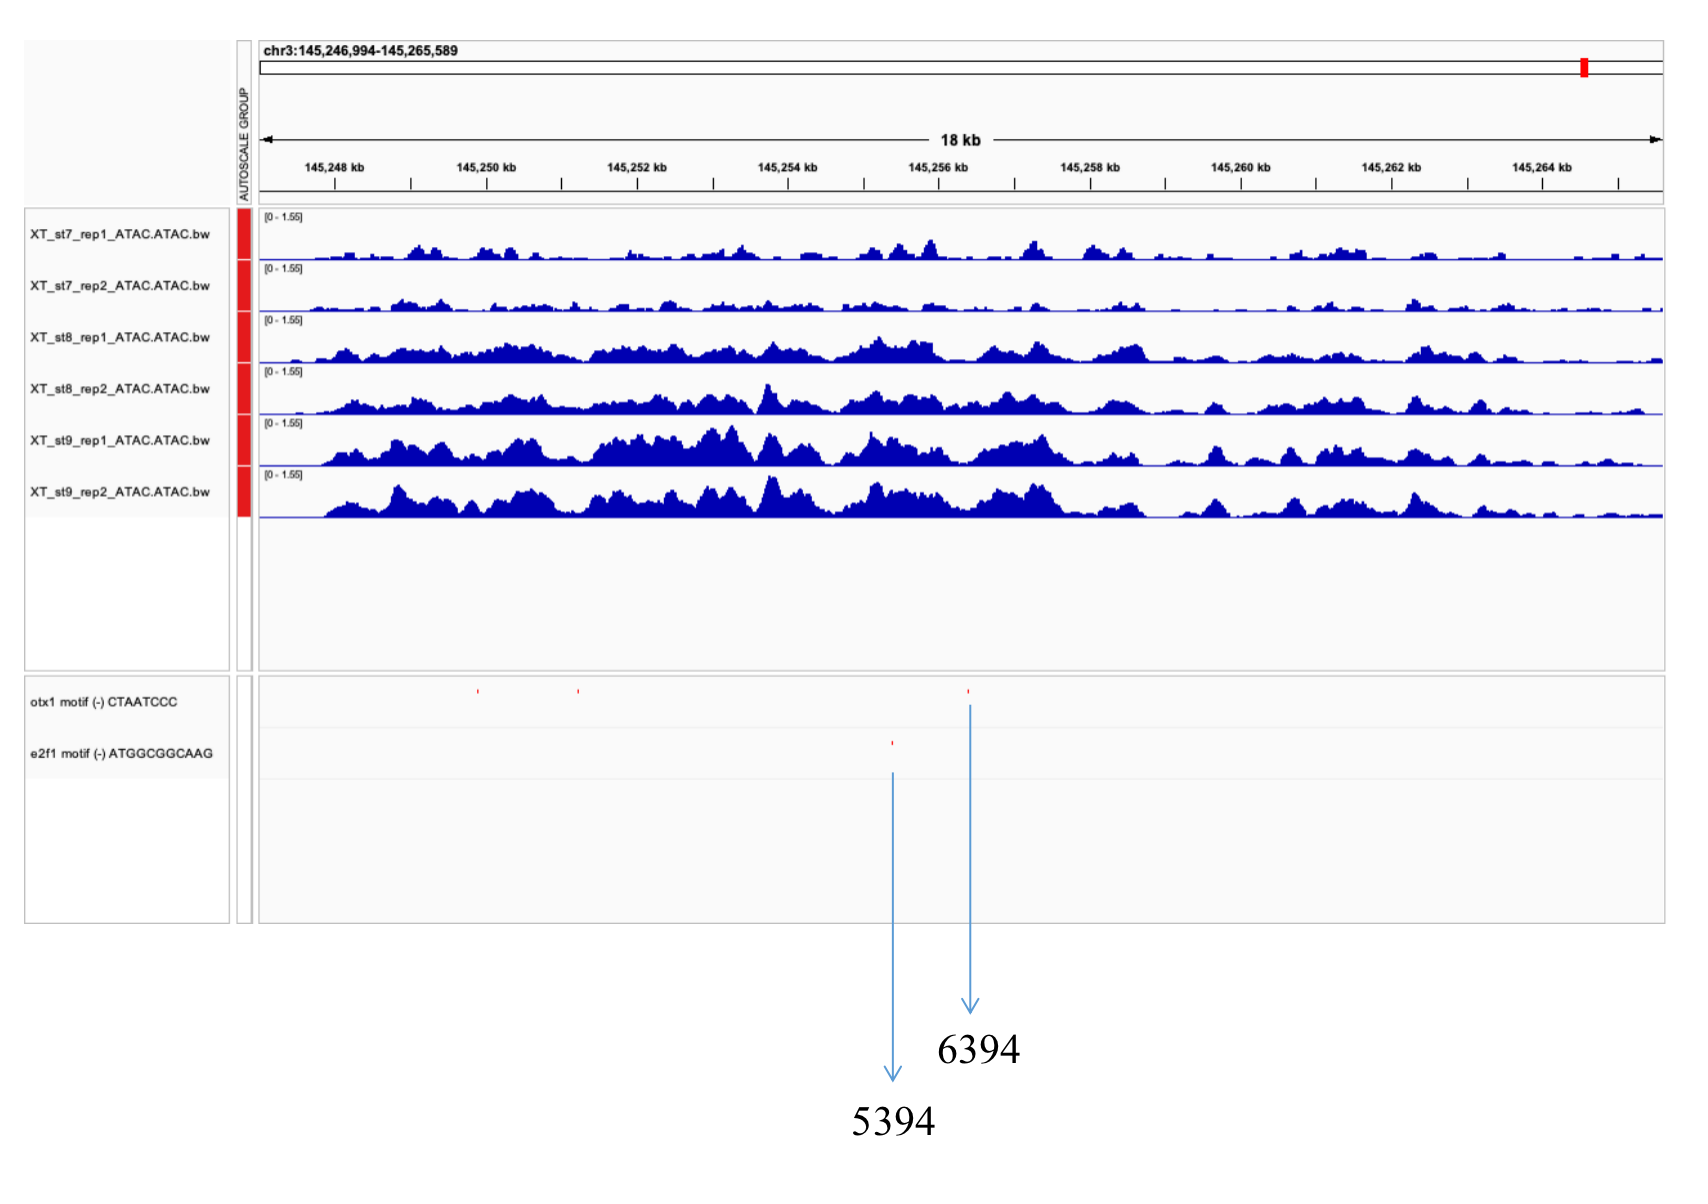 chr3:145,246,994-145,265,589
AUTOSCALE GROUP
18 kb
145,248 kb 145,250 kb 145,252 kb 145,254 kb 145,256 kb 145,258 kb 145,260 kb 145,262 kb 145,264 kb
XT_st7_rep1_ATAC.ATAC.bw [0 - 1.55]
XT_st7_rep2_ATAC.ATAC.bw [0 - 1.55]
XT_st8_rep1_ATAC.ATAC.bw [0 - 1.55]
XT_st8_rep2_ATAC.ATAC.bw [0 - 1.55]
XT_st9_rep1_ATAC.ATAC.bw [0 - 1.55]
XT_st9_rep2_ATAC.ATAC.bw [0 - 1.55]
otx1 motif (-) CTAATCCC
e2f1 motif (-) ATGGCGGCAAG
6394
5394